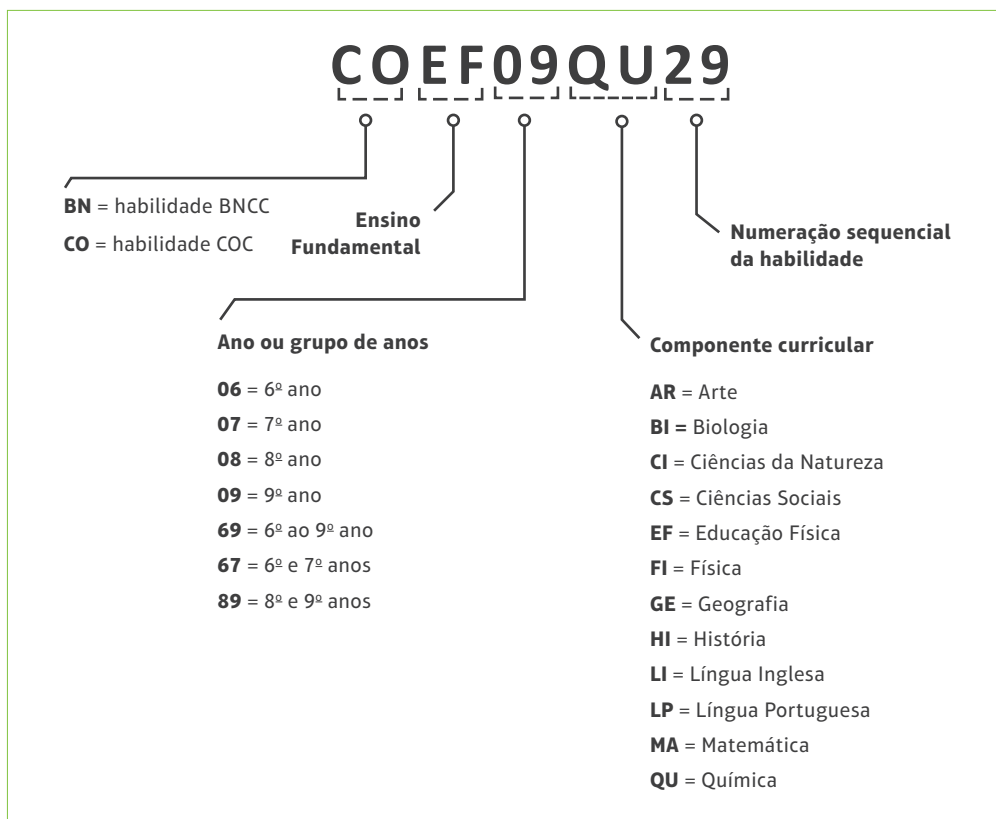 COEF09QU29
BN = habilidade BNCC
CO = habilidade COC
Ensino
Fundamental
Numeração sequencial
da habilidade
Ano ou grupo de anos
06 = 6º ano
07 = 7º ano
08 = 8º ano
09 = 9º ano
69 = 6º ao 9º ano
67 = 6º e 7º anos
89 = 8º e 9º anos
Componente curricular
AR = Arte
BI = Biologia
CI = Ciências da Natureza
CS = Ciências Sociais
EF = Educação Física
FI = Física
GE = Geografia
HI = História
LI = Língua Inglesa
LP = Língua Portuguesa
MA = Matemática
QU = Química